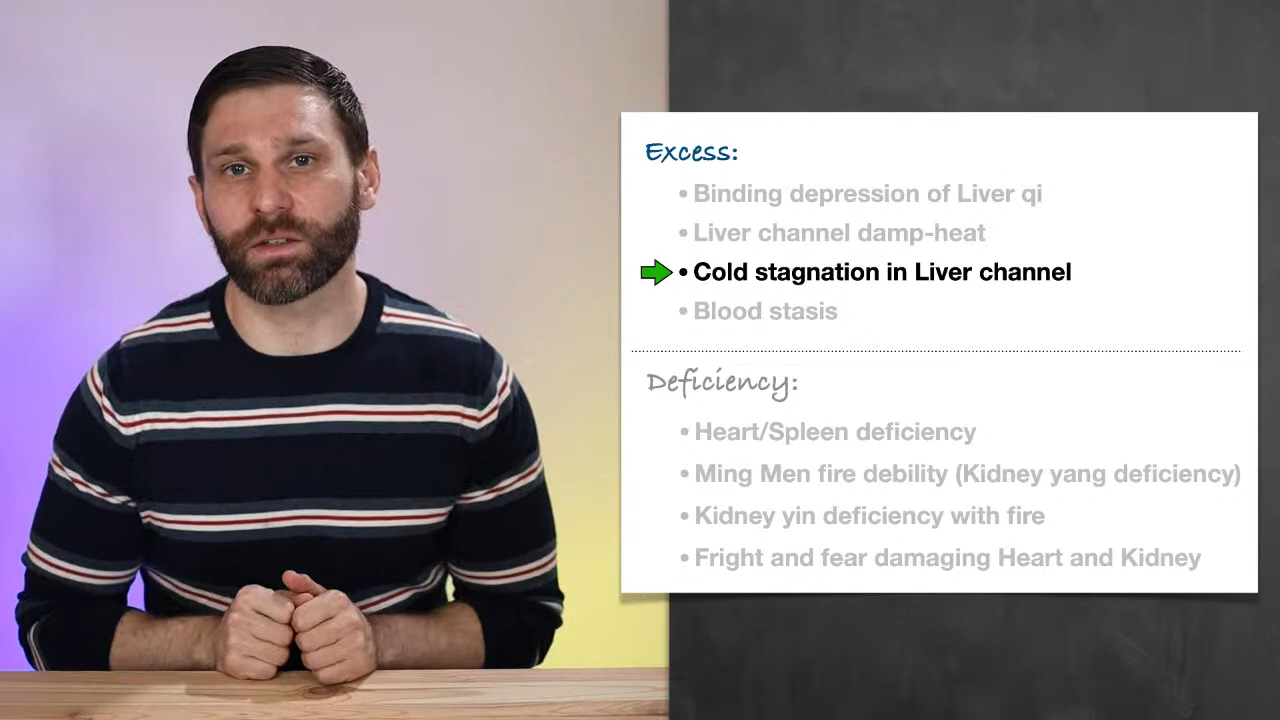 Excess:
• Binding depression of Liver qi
• Liver channel damp-heat
• Cold stagnation in Liver channel
• Blood stasis
Deficiency:
• Heart/Spleen deficiency
• Ming Men fire debility (Kidney yang deficiency)
• Kidney yin deficiency with fire
• Fright and fear damaging Heart and Kidney